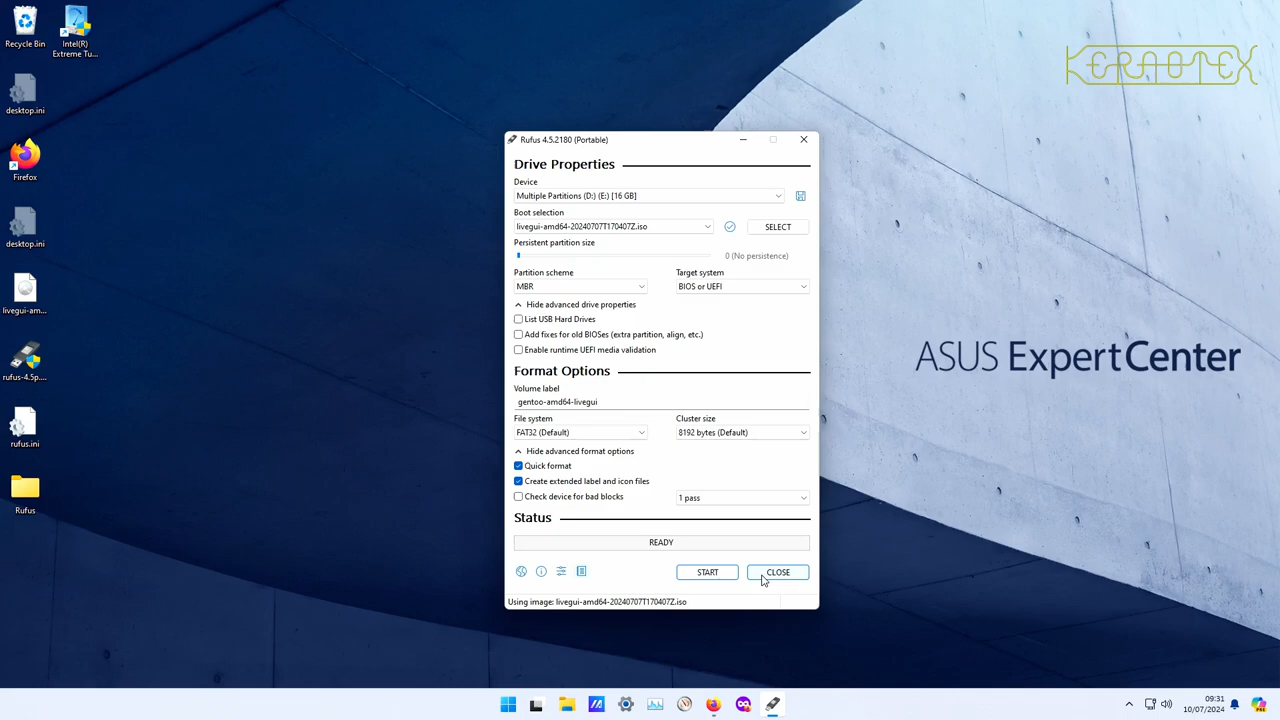 Recycle Bin
Intel(R)
Extreme Tu...
desktop.ini
Firefox
desktop.ini
livegui-am...
rufus-4.5p...
rufus.ini
Rufus
KERAOTEX
ASUS ExpertCenter
Rufus 4.5.2180 (Portable)
Drive Properties
Device
Multiple Partitions (D:) (E:) [16 GB]
Boot selection
livegui-amd64-20240707T170407Z.iso
SELECT
Persistent partition size
0 (No persistence)
Partition scheme
Target system
MBR
BIOS or UEFI
Hide advanced drive properties
List USB Hard Drives
Add fixes for old BIOSes (extra partition, align, etc.)
Enable runtime UEFI media validation
Format Options
Volume label
gentoo-amd64-livegui
File system
Cluster size
FAT32 (Default)
8192 bytes (Default)
Hide advanced format options
Quick format
Create extended label and icon files
Check device for bad blocks
1 pass
Status
READY
START
CLOSE
Using image: livegui-amd64-20240707T170407Z.iso
09:31
10/07/2024